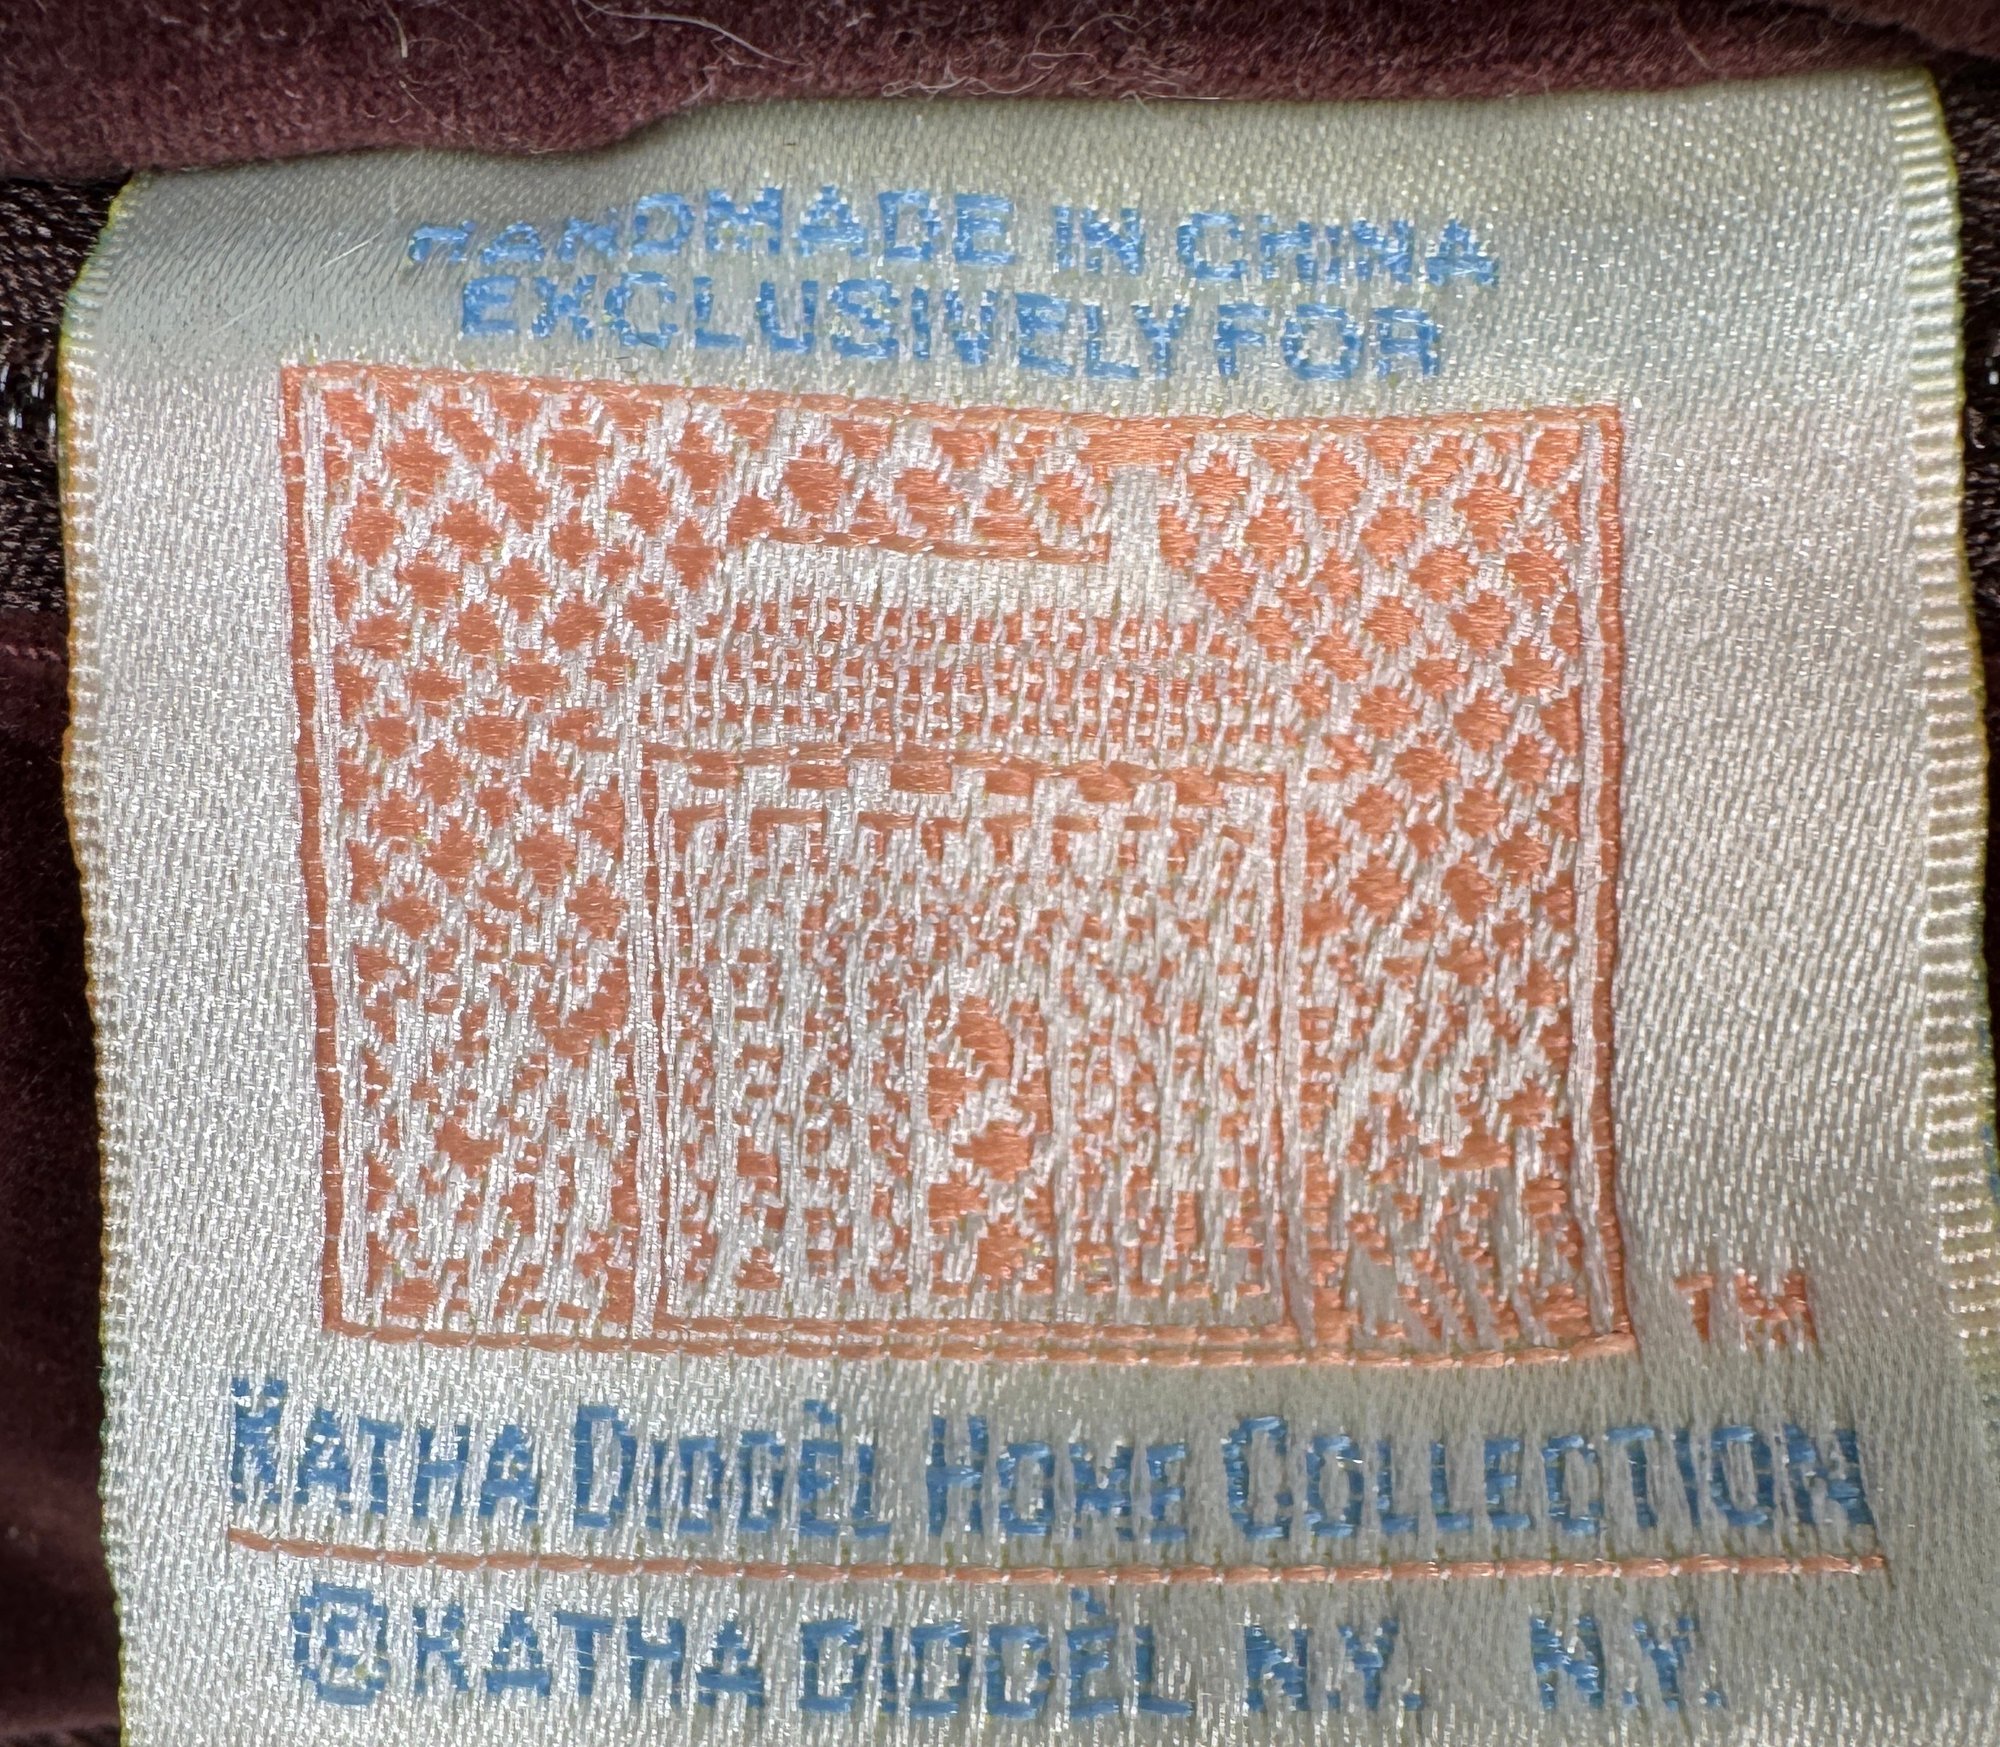 HANDMADE IN CHINA
EXCLUSIVELY FOR
TM
KATHA DIDDÈL HOME COLLECTION
©KATHA DIDDÈL N.Y. N.Y.